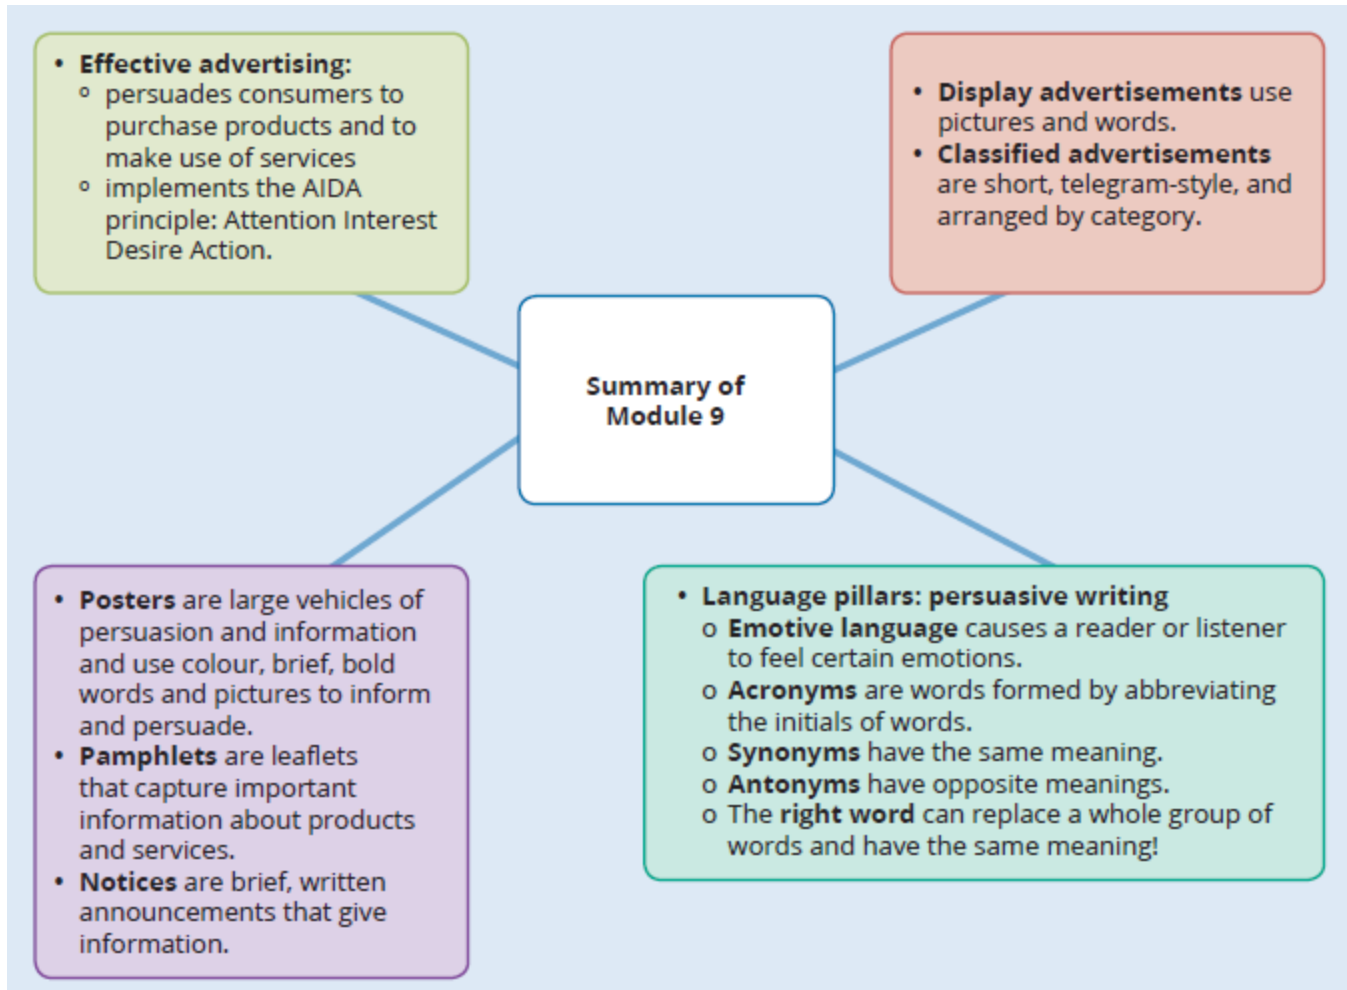 • Effective advertising:
o persuades consumers to
purchase products and to
make use of services
o implements the AIDA
principle: Attention Interest
Desire Action.
• Display advertisements use
pictures and words.
• Classified advertisements
are short, telegram-style, and
arranged by category.
Summary of
Module 9
• Posters are large vehicles of
persuasion and information
and use colour, brief, bold
words and pictures to inform
and persuade.
• Pamphlets are leaflets
that capture important
information about products
and services.
• Notices are brief, written
announcements that give
information.
• Language pillars: persuasive writing
o Emotive language causes a reader or listener
to feel certain emotions.
o Acronyms are words formed by abbreviating
the initials of words.
o Synonyms have the same meaning.
o Antonyms have opposite meanings.
o The right word can replace a whole group of
words and have the same meaning!